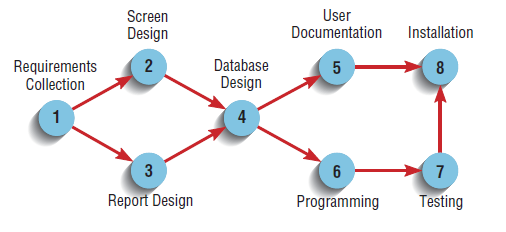 Screen
Design
User
Documentation
Installation
Requirements
Collection
2
Database
Design
5
8
1
4
3
6
7
Report Design
Programming
Testing